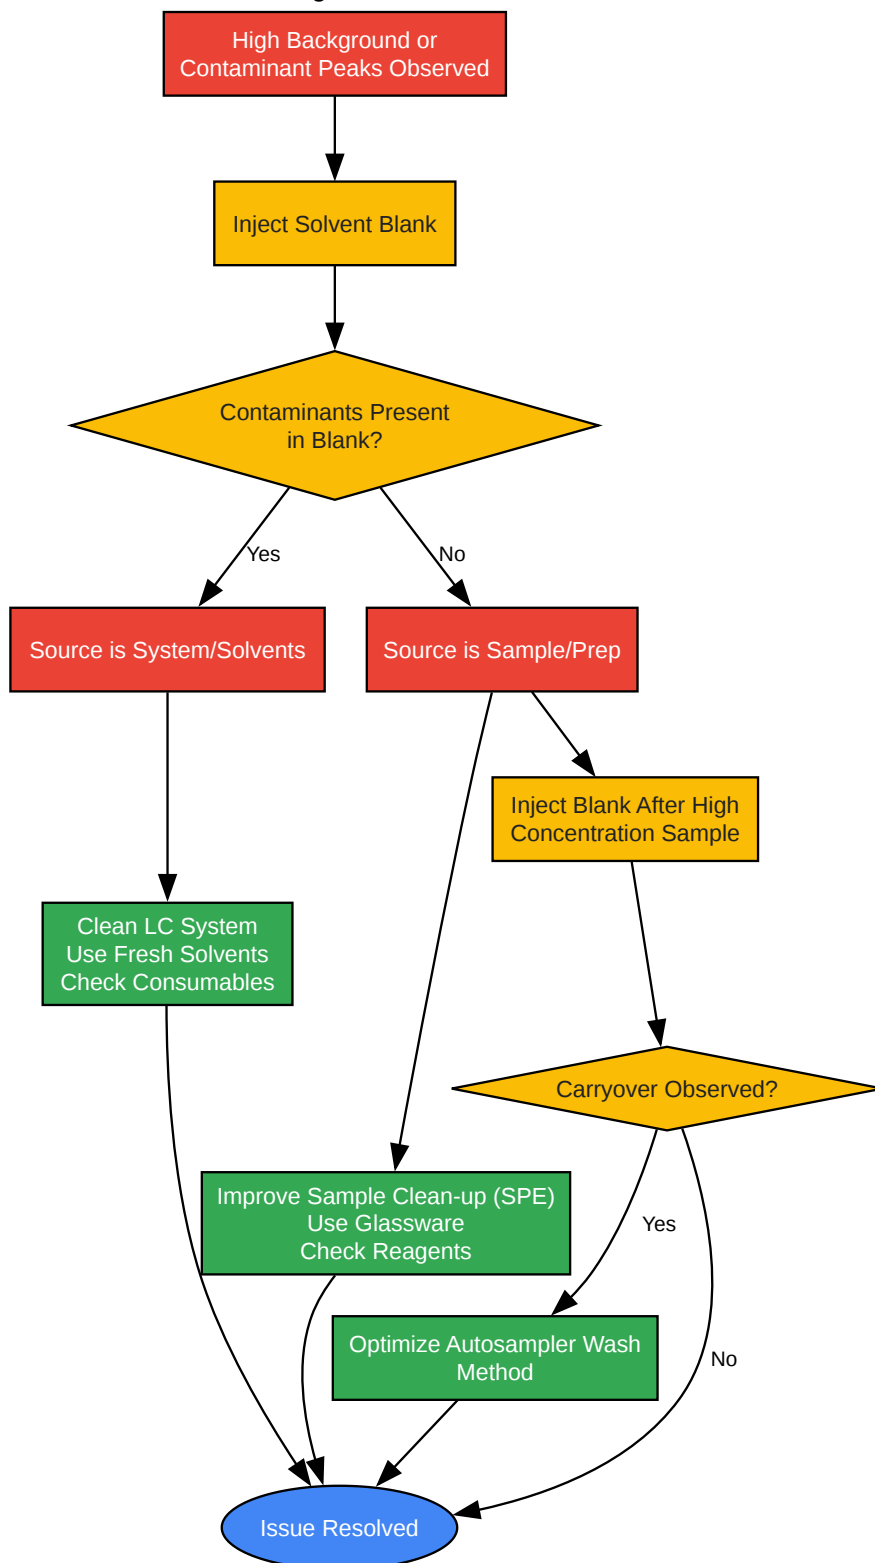 High Background or
Contaminant Peaks Observed
Inject Solvent Blank
Contaminants Present
in Blank?
Yes
No
Source is System/Solvents
Source is Sample/Prep
Inject Blank After High
Concentration Sample
Clean LC System
Use Fresh Solvents
Check Consumables
Carryover Observed?
Improve Sample Clean-up (SPE)
Use Glassware
Check Reagents
Yes
Optimize Autosampler Wash
Method
No
Issue Resolved